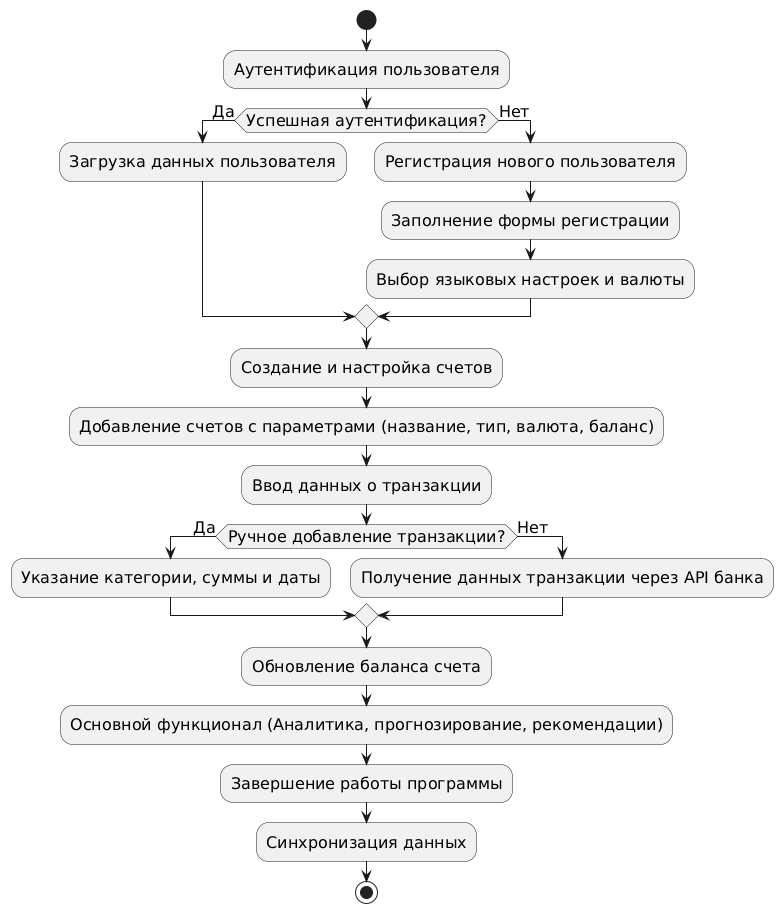 Аутентификация пользователя
Да
Успешная аутентификация?
Нет
Загрузка данных пользователя
Регистрация нового пользователя
Заполнение формы регистрации
Выбор языковых настроек и валюты
Создание и настройка счетов
Добавление счетов с параметрами (название, тип, валюта, баланс)
Ввод данных о транзакции
Да
Ручное добавление транзакции?
Нет
Указание категории, суммы и даты
Получение данных транзакции через API банка
Обновление баланса счета
Основной функционал (Аналитика, прогнозирование, рекомендации)
Завершение работы программы
Синхронизация данных